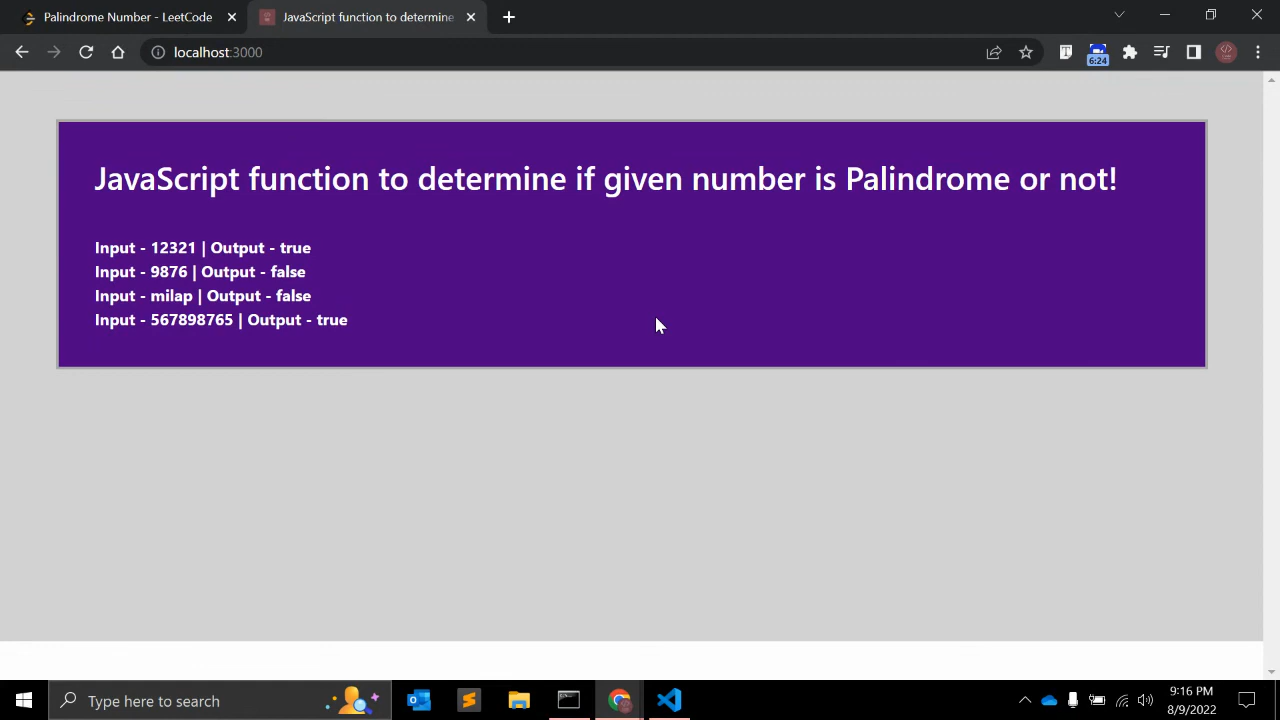 Palindrome Number - LeetCode
JavaScript function to determine
localhost:3000
6:24
JavaScript function to determine if given number is Palindrome or not!
Input - 12321 | Output - true
Input - 9876 | Output - false
Input - milap | Output - false
Input - 567898765 | Output - true
Type here to search
9:16 PM
8/9/2022